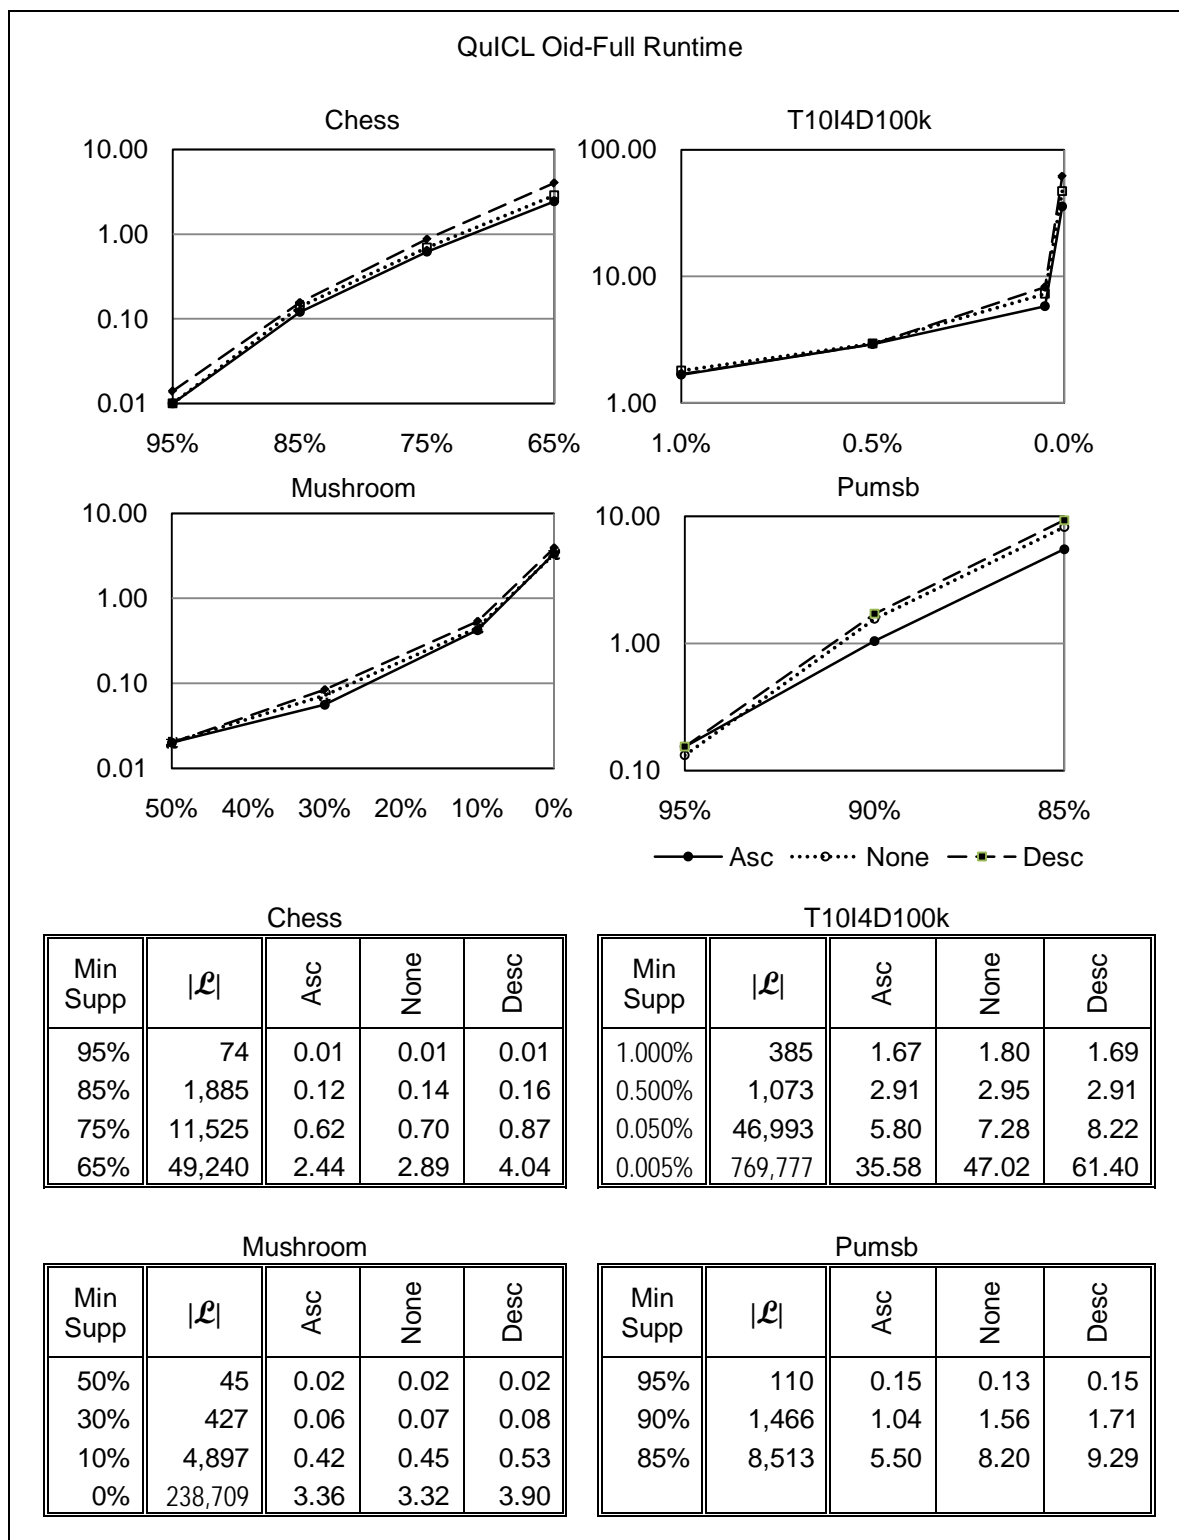 QuICL Oid-Full Runtime
Chess
10.00
1.00
0.10
0.01
95% 85% 75% 65%
T10I4D100k
100.00
10.00
1.00
1.0% 0.5% 0.0%
Mushroom
10.00
1.00
0.10
0.01
50% 40% 30% 20% 10% 0%
Pumsb
10.00
1.00
0.10
95% 90% 85%
Asc None Desc
Chess
Min Supp |ℒ| Asc None Desc
95% 74 0.01 0.01 0.01
85% 1,885 0.12 0.14 0.16
75% 11,525 0.62 0.70 0.87
65% 49,240 2.44 2.89 4.04
T10I4D100k
Min Supp |ℒ| Asc None Desc
1.000% 385 1.67 1.80 1.69
0.500% 1,073 2.91 2.95 2.91
0.050% 46,993 5.80 7.28 8.22
0.005% 769,777 35.58 47.02 61.40
Mushroom
Min Supp |ℒ| Asc None Desc
50% 45 0.02 0.02 0.02
30% 427 0.06 0.07 0.08
10% 4,897 0.42 0.45 0.53
0% 238,709 3.36 3.32 3.90
Pumsb
Min Supp |ℒ| Asc None Desc
95% 110 0.15 0.13 0.15
90% 1,466 1.04 1.56 1.71
85% 8,513 5.50 8.20 9.29